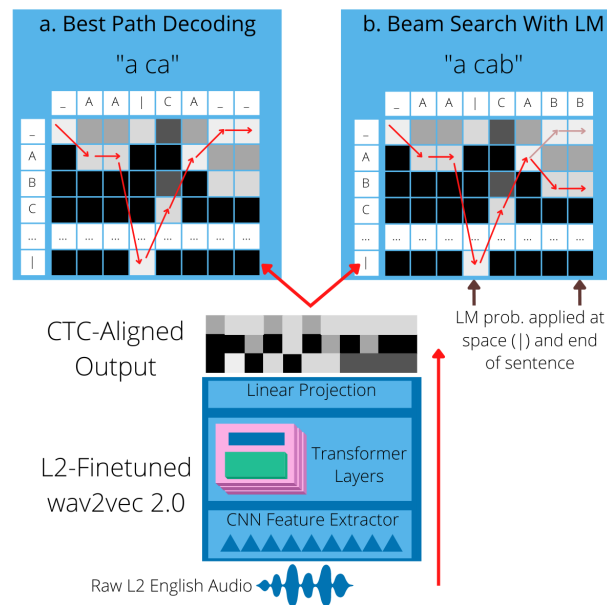 a. Best Path Decoding
"a ca"
_ A A | C A _ _
_
A
B
C
... ... ... ... ... ... ... ... ...
|
b. Beam Search With LM
"a cab"
_ A A | C A B B
_
A
B
C
... ... ... ... ... ... ... ... ...
|
LM prob. applied at
space (|) and end
of sentence
CTC-Aligned
Output
Linear Projection
L2-Finetuned
wav2vec 2.0
Transformer
Layers
CNN Feature Extractor
Raw L2 English Audio